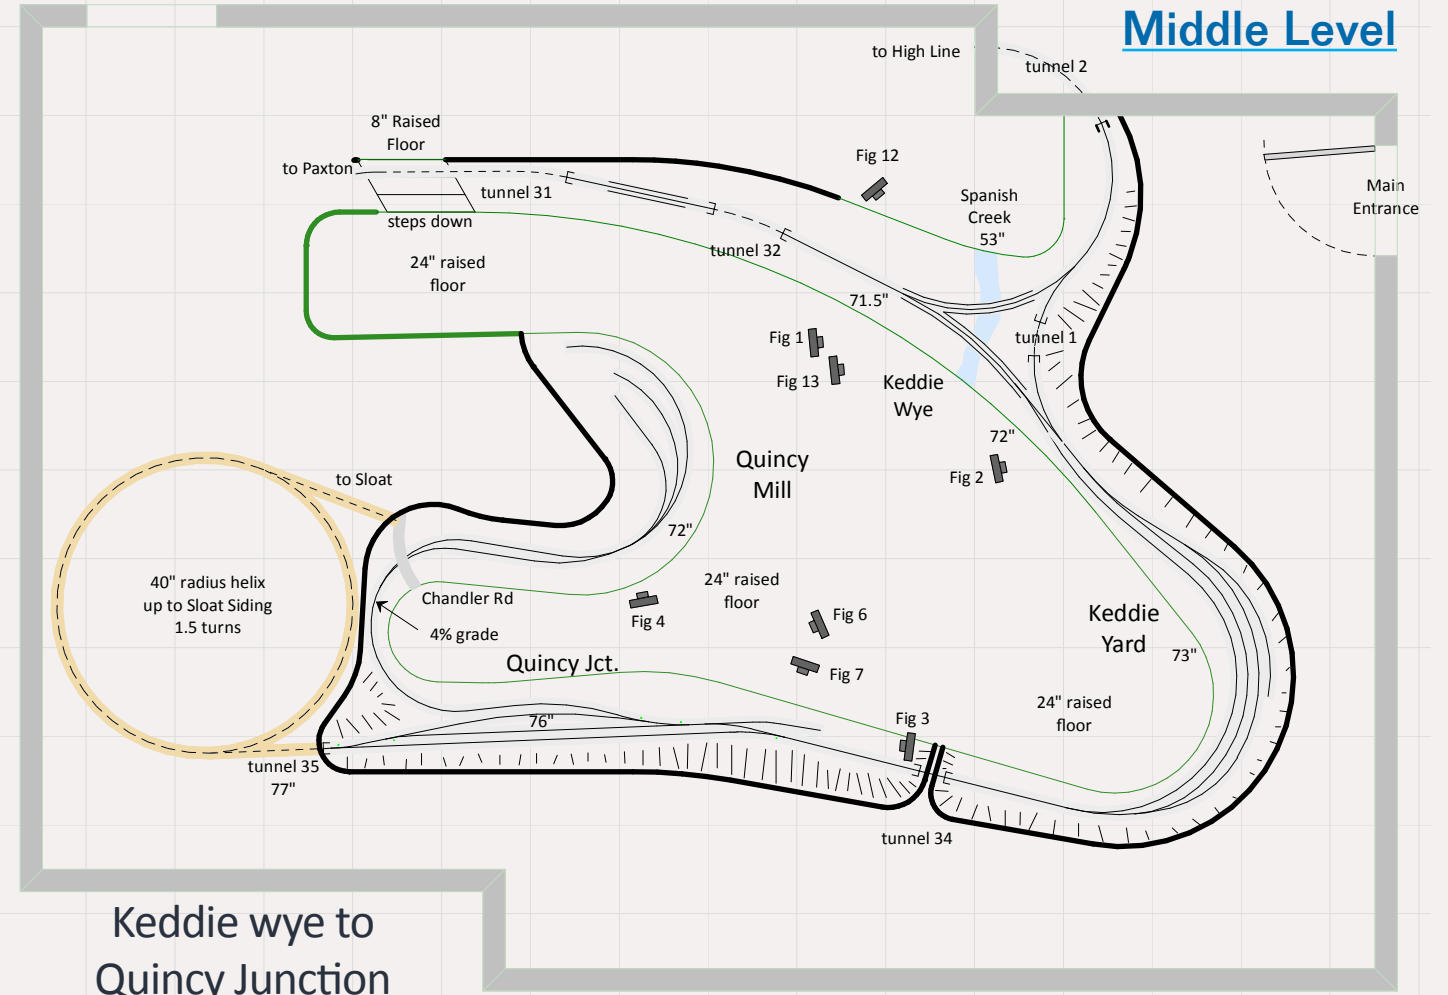 Middle Level
to High Line
tunnel 2
8" Raised
Floor
to Paxton
tunnel 31
steps down
Fig 12
Spanish
Creek
53"
Main
Entrance
24" raised
floor
tunnel 32
71.5"
Fig 1
tunnel 1
Fig 13
Keddie
Wye
72"
Fig 2
Quincy
Mill
to Sloat
72"
40" radius helix
up to Sloat Siding
1.5 turns
Chandler Rd
4% grade
24" raised
floor
Fig 4
Fig 6
Fig 7
Keddie
Yard
73"
Quincy Jct.
76"
24" raised
floor
Fig 3
tunnel 35
77"
tunnel 34
Keddie wye to
Quincy Junction